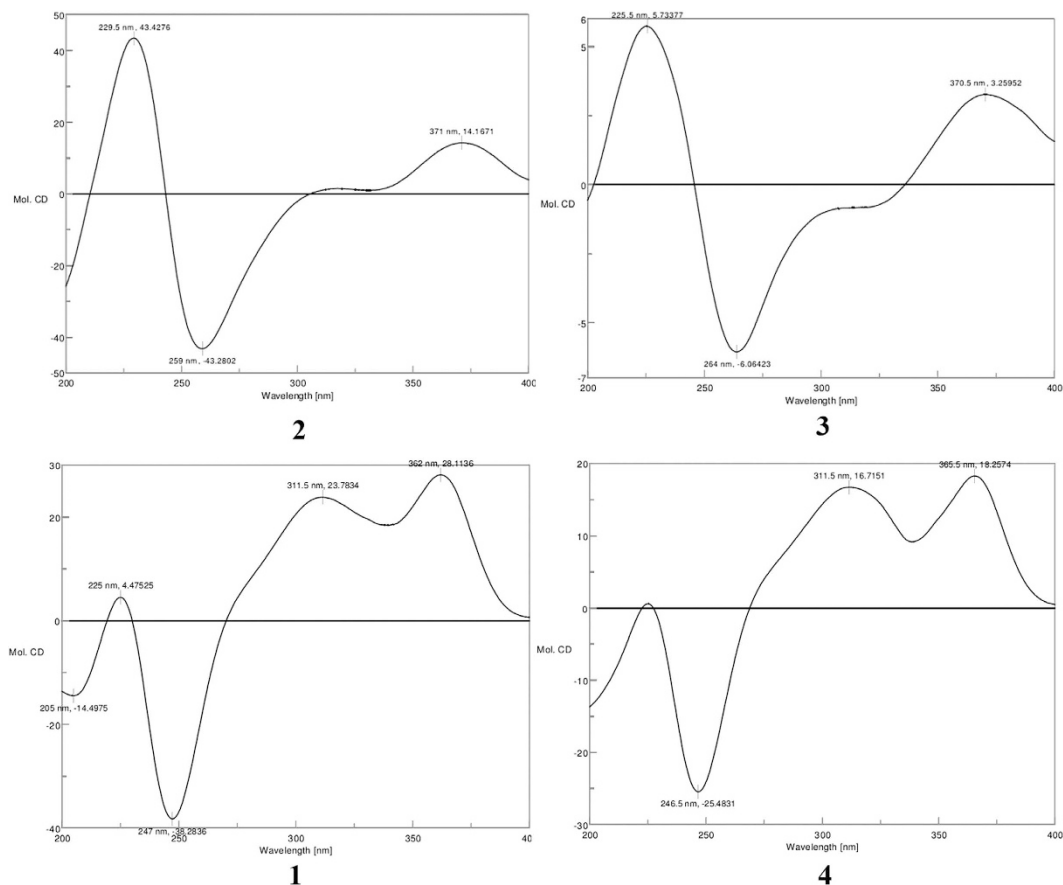 50
229.5 nm, 43.4276
40
20
371 nm, 14.1671
Mol. CD
0
-20
-40
259 nm, -43.2802
-50
200
250
300
350
400
Wavelength [nm]
2
6
225.5 nm, 5.73377
5
370.5 nm, 3.25952
0
Mol. CD
-5
264 nm, -6.06423
-7
200
250
300
350
400
Wavelength [nm]
3
30
362 nm, 28.1136
311.5 nm, 23.7834
20
10
225 nm, 4.47525
0
Mol. CD
205 nm, -14.4975
-20
-40
247 nm, -38.2836
200
250
300
350
40
Wavelength [nm]
1
20
365.5 nm, 18.2574
311.5 nm, 16.7151
10
0
Mol. CD
-10
-20
246.5 nm, -25.4831
-30
200
250
300
350
400
Wavelength [nm]
4